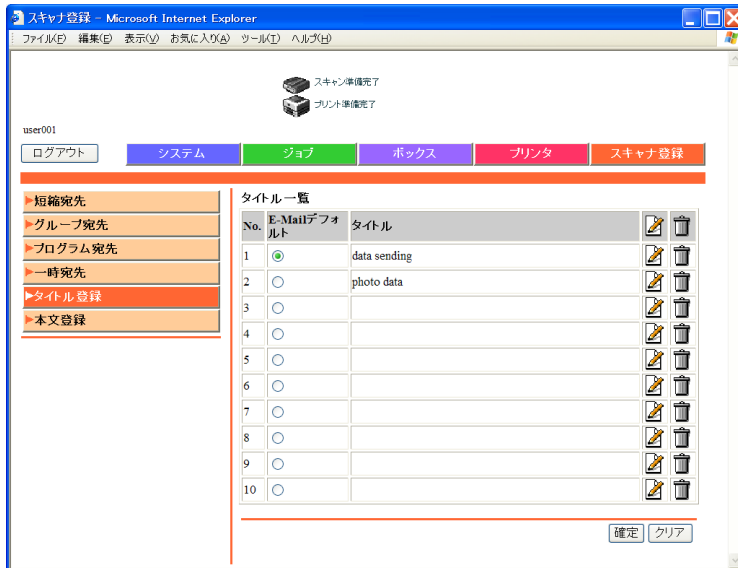 スキャナ登録 - Microsoft Internet Explorer
ファイル(F) 編集(E) 表示(V) お気に入り(A) ツール(T) ヘルプ(H)
スキャン準備完了
プリント準備完了
user001
ログアウト システム ジョブ ボックス プリンタ スキャナ登録
短縮宛先
グループ宛先
プログラム宛先
一時宛先
タイトル登録
本文登録
タイトル一覧
No. E-Mailデフォルト タイトル
1 data sending
2 photo data
3
4
5
6
7
8
9
10
確定 クリア